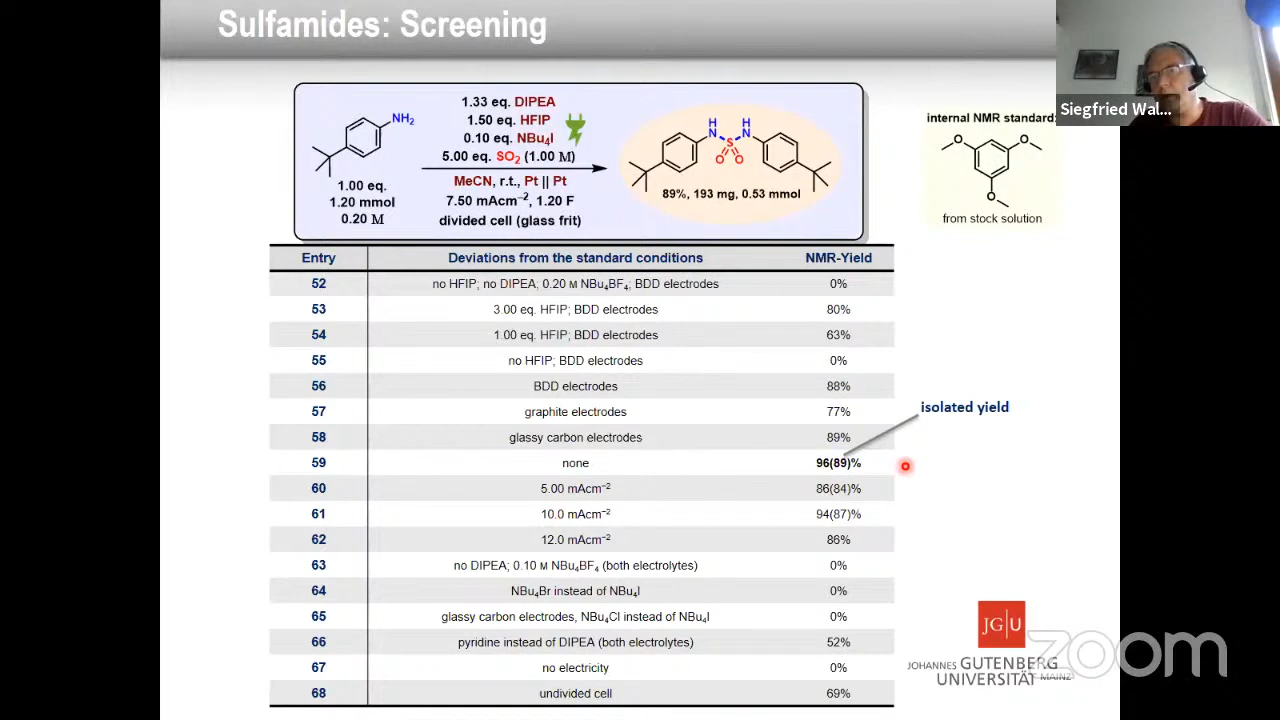 Sulfamides: Screening
Siegfried Wal...
1.33 eq. DIPEA
1.50 eq. HFIP
0.10 eq. NBu₄I
5.00 eq. SO₂ (1.00 M)
MeCN, r.t., Pt || Pt
7.50 mAcm⁻², 1.20 F
divided cell (glass frit)
NH₂
1.00 eq.
1.20 mmol
0.20 M
H H
N N
S
O O
89%, 193 mg, 0.53 mmol
internal NMR standard:
O O
O
from stock solution
Entry Deviations from the standard conditions NMR-Yield
52 no HFIP; no DIPEA; 0.20 M NBu₄BF₄; BDD electrodes 0%
53 3.00 eq. HFIP; BDD electrodes 80%
54 1.00 eq. HFIP; BDD electrodes 63%
55 no HFIP; BDD electrodes 0%
56 BDD electrodes 88%
57 graphite electrodes 77%
58 glassy carbon electrodes 89%
59 none 96(89)%
60 5.00 mAcm⁻² 86(84)%
61 10.0 mAcm⁻² 94(87)%
62 12.0 mAcm⁻² 86%
63 no DIPEA; 0.10 M NBu₄BF₄ (both electrolytes) 0%
64 NBu₄Br instead of NBu₄I 0%
65 glassy carbon electrodes, NBu₄Cl instead of NBu₄I 0%
66 pyridine instead of DIPEA (both electrolytes) 52%
67 no electricity 0%
68 undivided cell 69%
isolated yield
JG|U
JOHANNES GUTENBERG
UNIVERSITÄT MAINZ
zoom